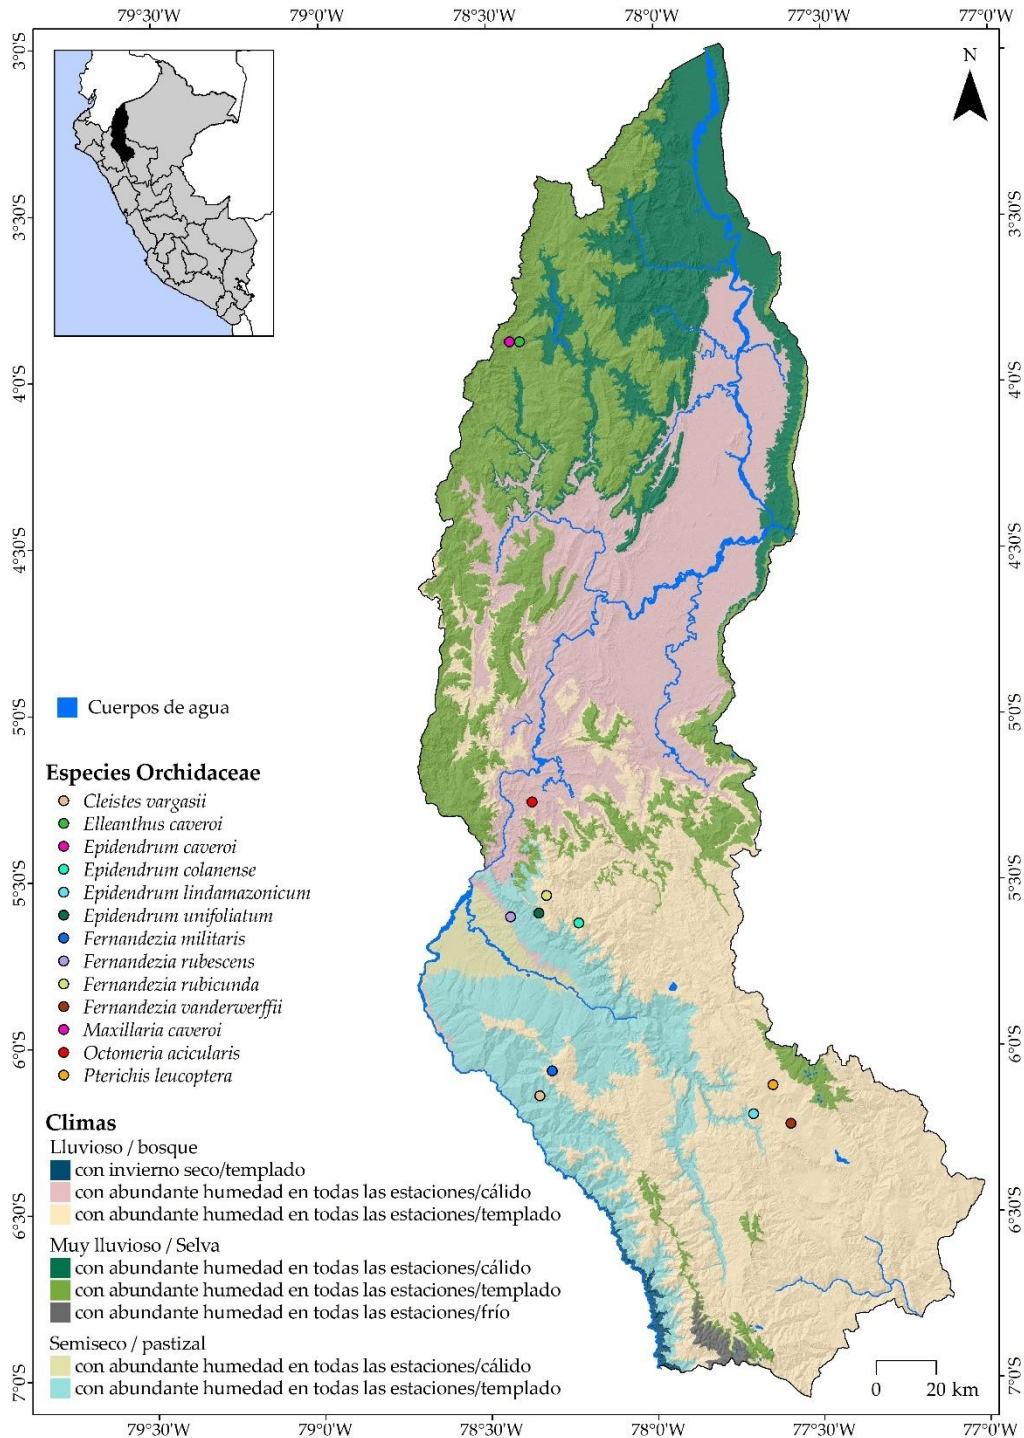 79°30'W 79°0'W 78°30'W 78°0'W 77°30'W 77°0'W
3°0'S
3°30'S
4°0'S
4°30'S
5°0'S
5°30'S
6°0'S
6°30'S
7°0'S
N
3°30'S
4°0'S
4°30'S
5°0'S
5°30'S
6°0'S
6°30'S
7°0'S
Cuerpos de agua
Especies Orchidaceae
Cleistes vargasii
Elleanthus caveroi
Epidendrum caveroi
Epidendrum colanense
Epidendrum lindamazonicum
Epidendrum unifoliatum
Fernandezia militaris
Fernandezia rubescens
Fernandezia rubicunda
Fernandezia vanderwerffii
Maxillaria caveroi
Octomeria acicularis
Pterichis leucoptera
Climas
Lluvioso / bosque
con invierno seco/templado
con abundante humedad en todas las estaciones/cálido
con abundante humedad en todas las estaciones/templado
Muy lluvioso / Selva
con abundante humedad en todas las estaciones/cálido
con abundante humedad en todas las estaciones/templado
con abundante humedad en todas las estaciones/frío
Semiseco / pastizal
con abundante humedad en todas las estaciones/cálido
con abundante humedad en todas las estaciones/templado
0 20 km
79°30'W 79°0'W 78°30'W 78°0'W 77°30'W 77°0'W